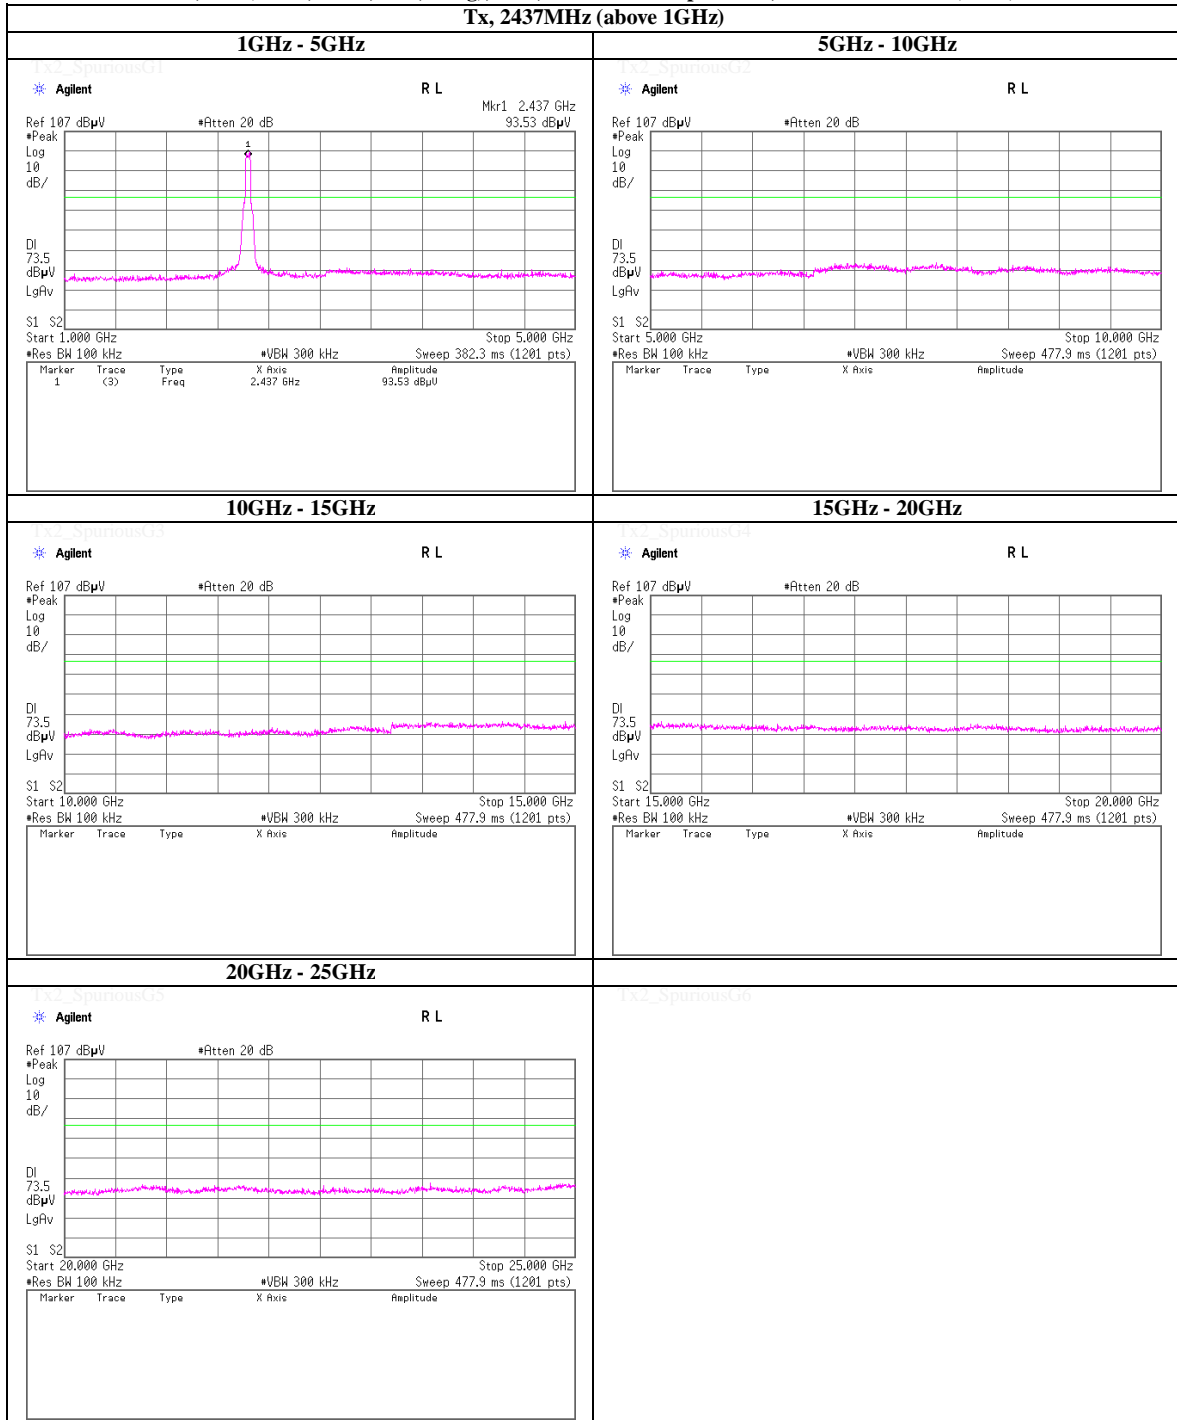 Tx, 2437MHz (above 1GHz)
1GHz - 5GHz
5GHz - 10GHz
Tx2_SpuriousG1
Agilent
R L
Mkr1 2.437 GHz
Ref 107 dBµV
#Atten 20 dB
93.53 dBµV
#Peak
Log
10
dB/
1
DI
73.5
dBµV
LgAv
S1 S2
Start 1.000 GHz
Stop 5.000 GHz
#Res BW 100 kHz
#VBW 300 kHz
Sweep 382.3 ms (1201 pts)
Marker Trace Type X Axis Amplitude
1 (3) Freq 2.437 GHz 93.53 dBµV
Tx2_SpuriousG2
Agilent
R L
Ref 107 dBµV
#Atten 20 dB
#Peak
Log
10
dB/
DI
73.5
dBµV
LgAv
S1 S2
Start 5.000 GHz
Stop 10.000 GHz
#Res BW 100 kHz
#VBW 300 kHz
Sweep 477.9 ms (1201 pts)
Marker Trace Type X Axis Amplitude
10GHz - 15GHz
15GHz - 20GHz
Tx2_SpuriousG3
Agilent
R L
Ref 107 dBµV
#Atten 20 dB
#Peak
Log
10
dB/
DI
73.5
dBµV
LgAv
S1 S2
Start 10.000 GHz
Stop 15.000 GHz
#Res BW 100 kHz
#VBW 300 kHz
Sweep 477.9 ms (1201 pts)
Marker Trace Type X Axis Amplitude
Tx2_SpuriousG4
Agilent
R L
Ref 107 dBµV
#Atten 20 dB
#Peak
Log
10
dB/
DI
73.5
dBµV
LgAv
S1 S2
Start 15.000 GHz
Stop 20.000 GHz
#Res BW 100 kHz
#VBW 300 kHz
Sweep 477.9 ms (1201 pts)
Marker Trace Type X Axis Amplitude
20GHz - 25GHz
Tx2_SpuriousG5
Agilent
R L
Ref 107 dBµV
#Atten 20 dB
#Peak
Log
10
dB/
DI
73.5
dBµV
LgAv
S1 S2
Start 20.000 GHz
Stop 25.000 GHz
#Res BW 100 kHz
#VBW 300 kHz
Sweep 477.9 ms (1201 pts)
Marker Trace Type X Axis Amplitude
Tx2_SpuriousG6